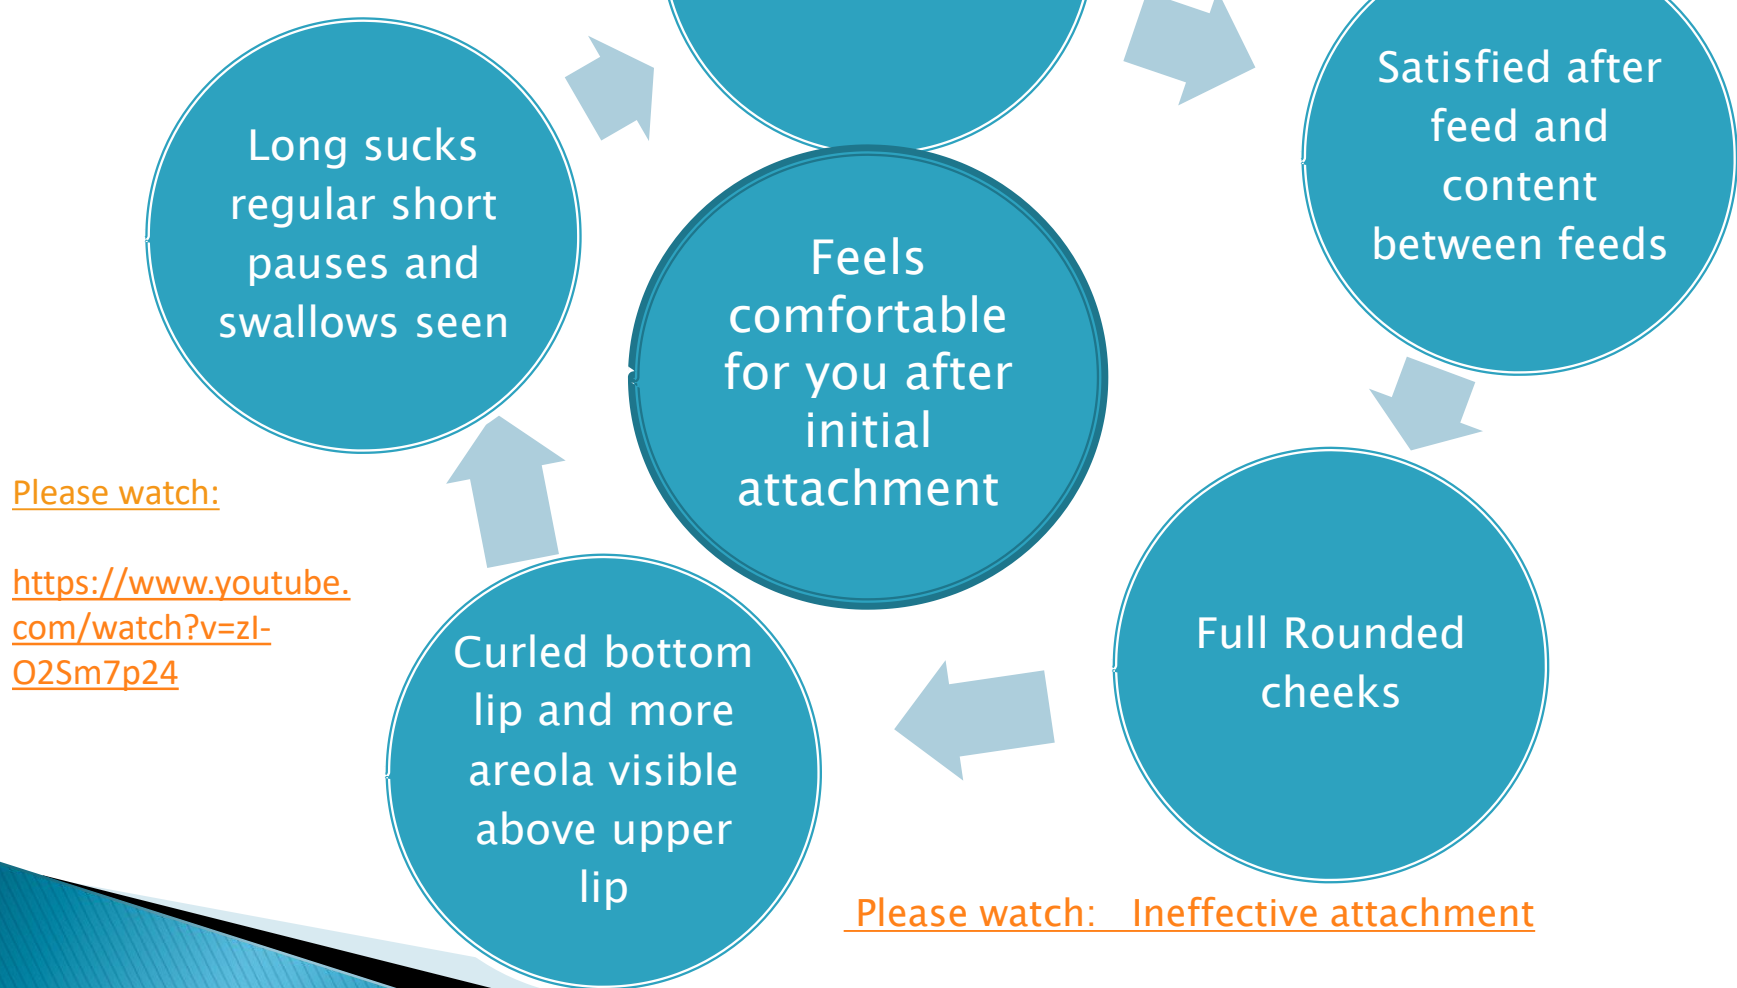 Satisfied after
feed and
content
between feeds
Long sucks
regular short
pauses and
swallows seen
Feels
comfortable
for you after
initial
attachment
Please watch:
https://www.youtube.
com/watch?v=zI-
O2Sm7p24
Full Rounded
cheeks
Curled bottom
lip and more
areola visible
above upper
lip
Please watch: Ineffective attachment